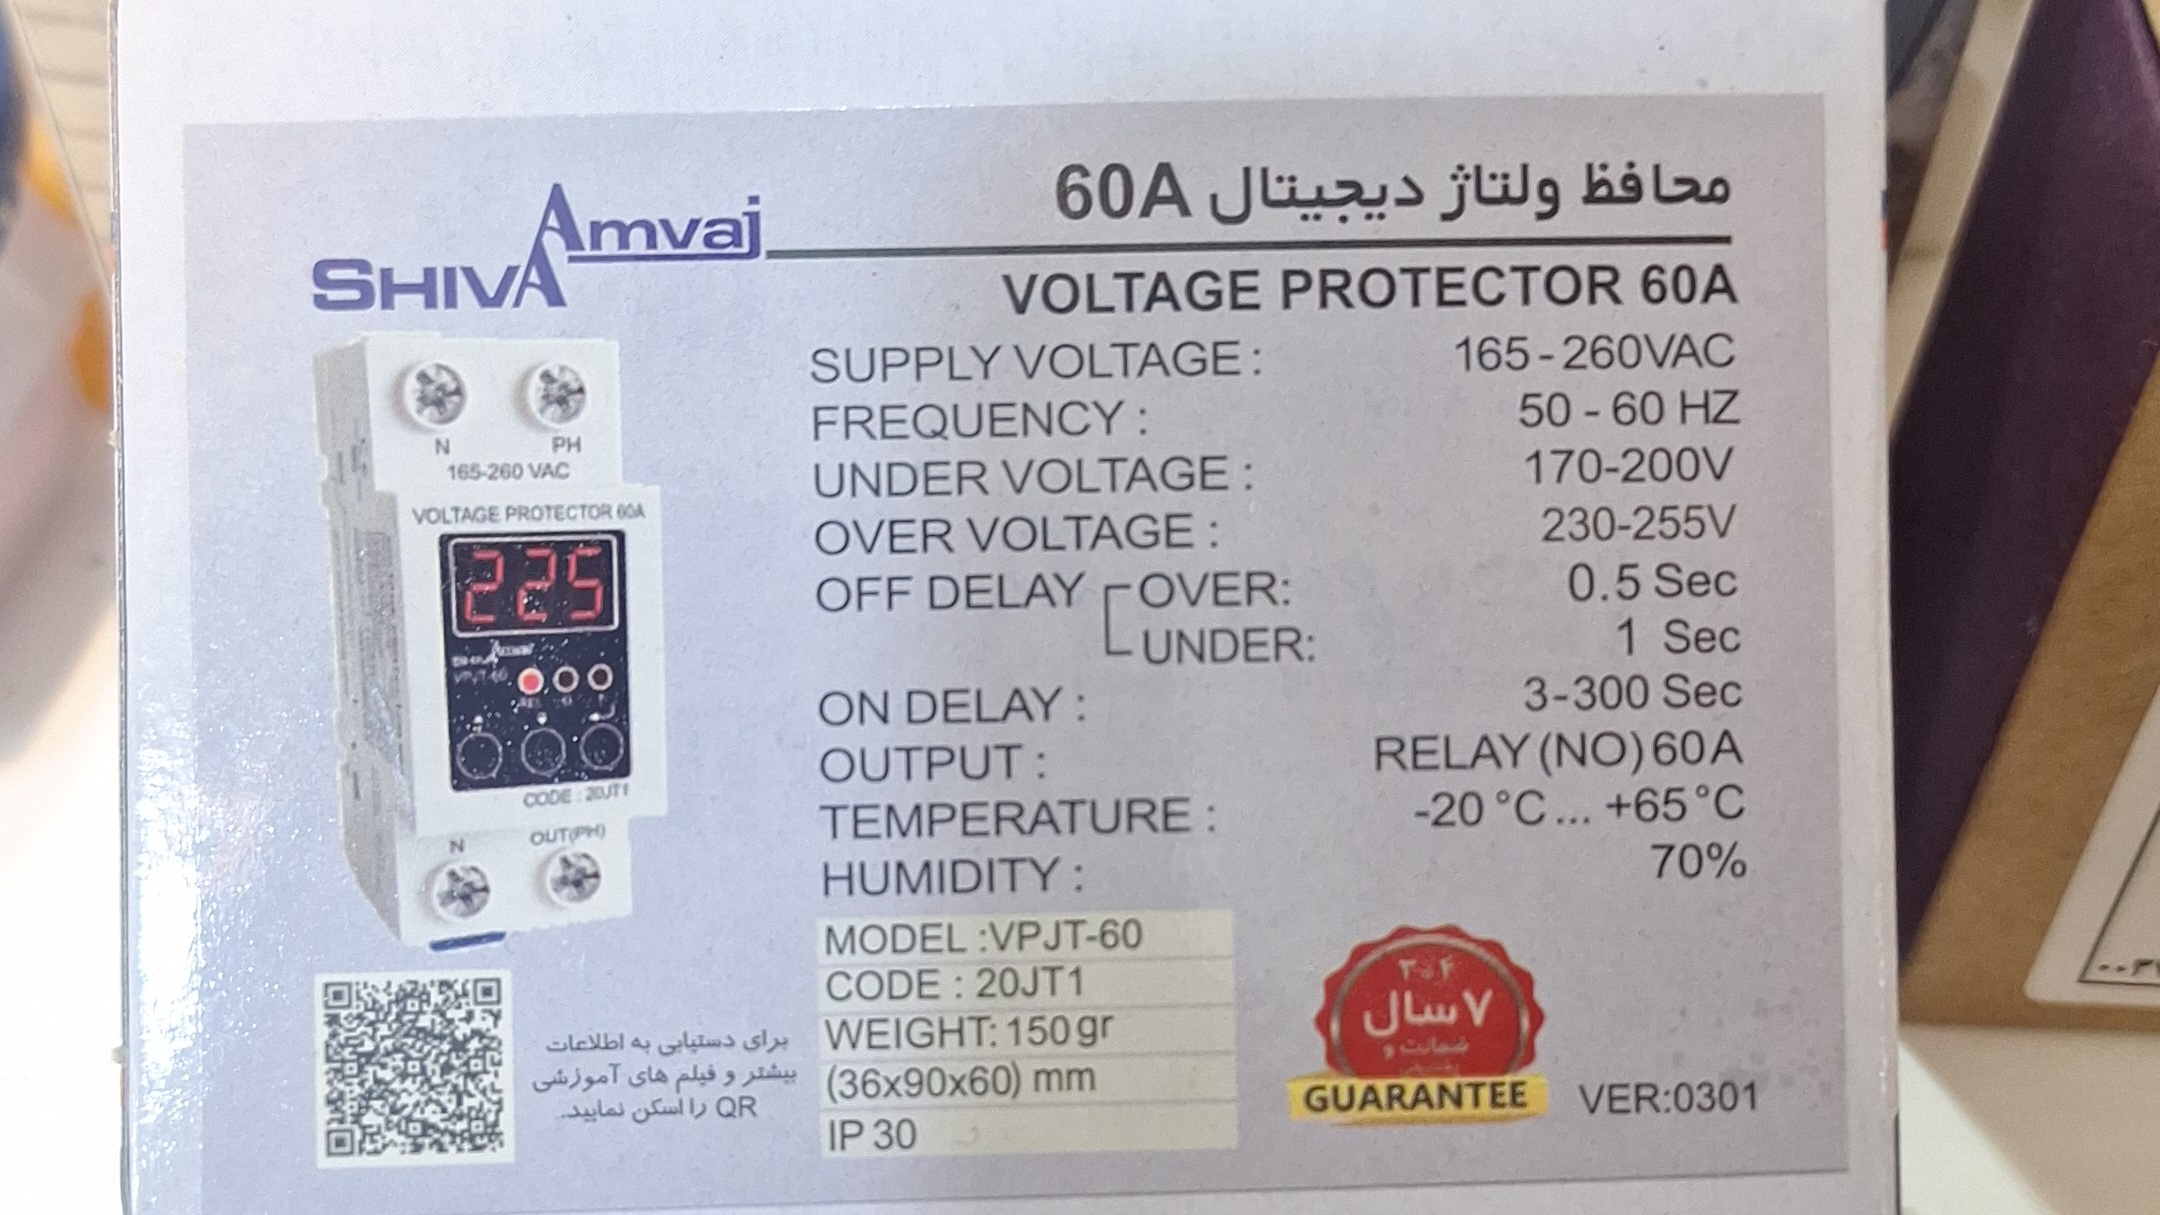 محافظ ولتاژ دیجیتال 60A
SHIVA Amvaj
VOLTAGE PROTECTOR 60A
SUPPLY VOLTAGE : 165-260VAC
FREQUENCY : 50 - 60 HZ
UNDER VOLTAGE : 170-200V
OVER VOLTAGE : 230-255V
OFF DELAY OVER: 0.5 Sec
UNDER: 1 Sec
ON DELAY : 3-300 Sec
OUTPUT : RELAY (NO) 60A
TEMPERATURE : -20 °C ... +65 °C
HUMIDITY : 70%
N PH
165-260 VAC
VOLTAGE PROTECTOR 60A
225
VPJT-60
CODE : 20JT1
N OUT(PH)
MODEL :VPJT-60
CODE : 20JT1
WEIGHT: 150 gr
(36x90x60) mm
IP 30
برای دستیابی به اطلاعات
بیشتر و فیلم های آموزشی
QR را اسکن نمایید.
۷ سال
ضمانت و
GUARANTEE
VER:0301